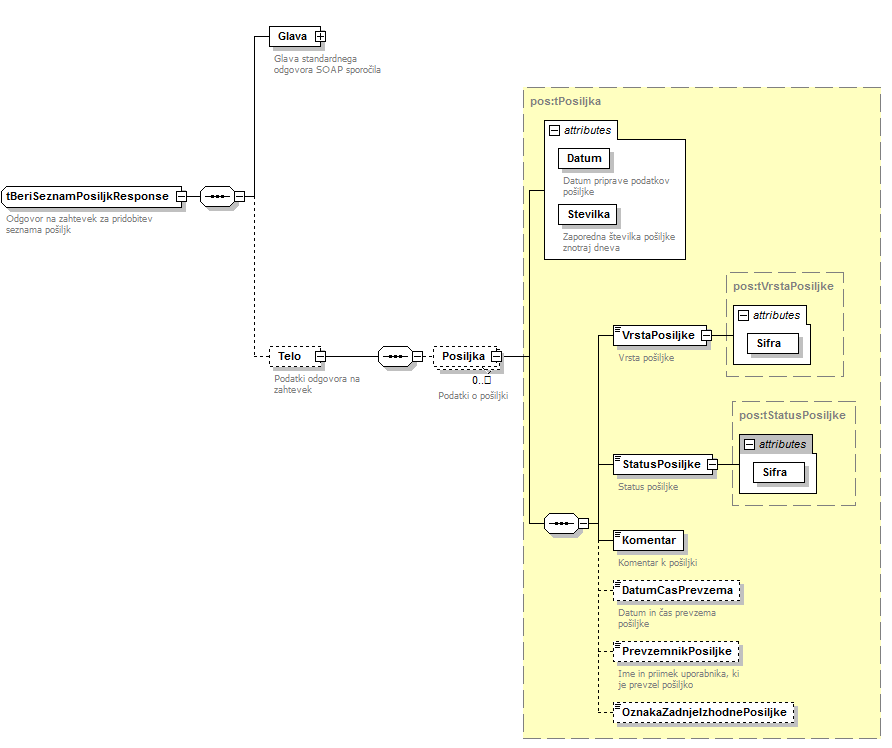 Glava
Glava standardnega
odgovora SOAP sporočila
tBeriSeznamPosiljkResponse
Odgovor na zahtevek za pridobitev
seznama pošiljk
Telo
Podatki odgovora na
zahtevek
Posiljka
Podatki o pošiljki
pos:tPosiljka
attributes
Datum
Datum priprave podatkov
pošiljke
Stevilka
Zaporedna številka pošiljke
znotraj dneva
VrstaPosiljke
Vrsta pošiljke
pos:tVrstaPosiljke
attributes
Sifra
StatusPosiljke
Status pošiljke
pos:tStatusPosiljke
attributes
Sifra
Komentar
Komentar k pošiljki
DatumCasPrevzema
Datum in čas prevzema
pošiljke
PrevzemnikPosiljke
Ime in priimek uporabnika, ki
je prevzel pošiljko
OznakaZadnjeIzhodnePosiljke